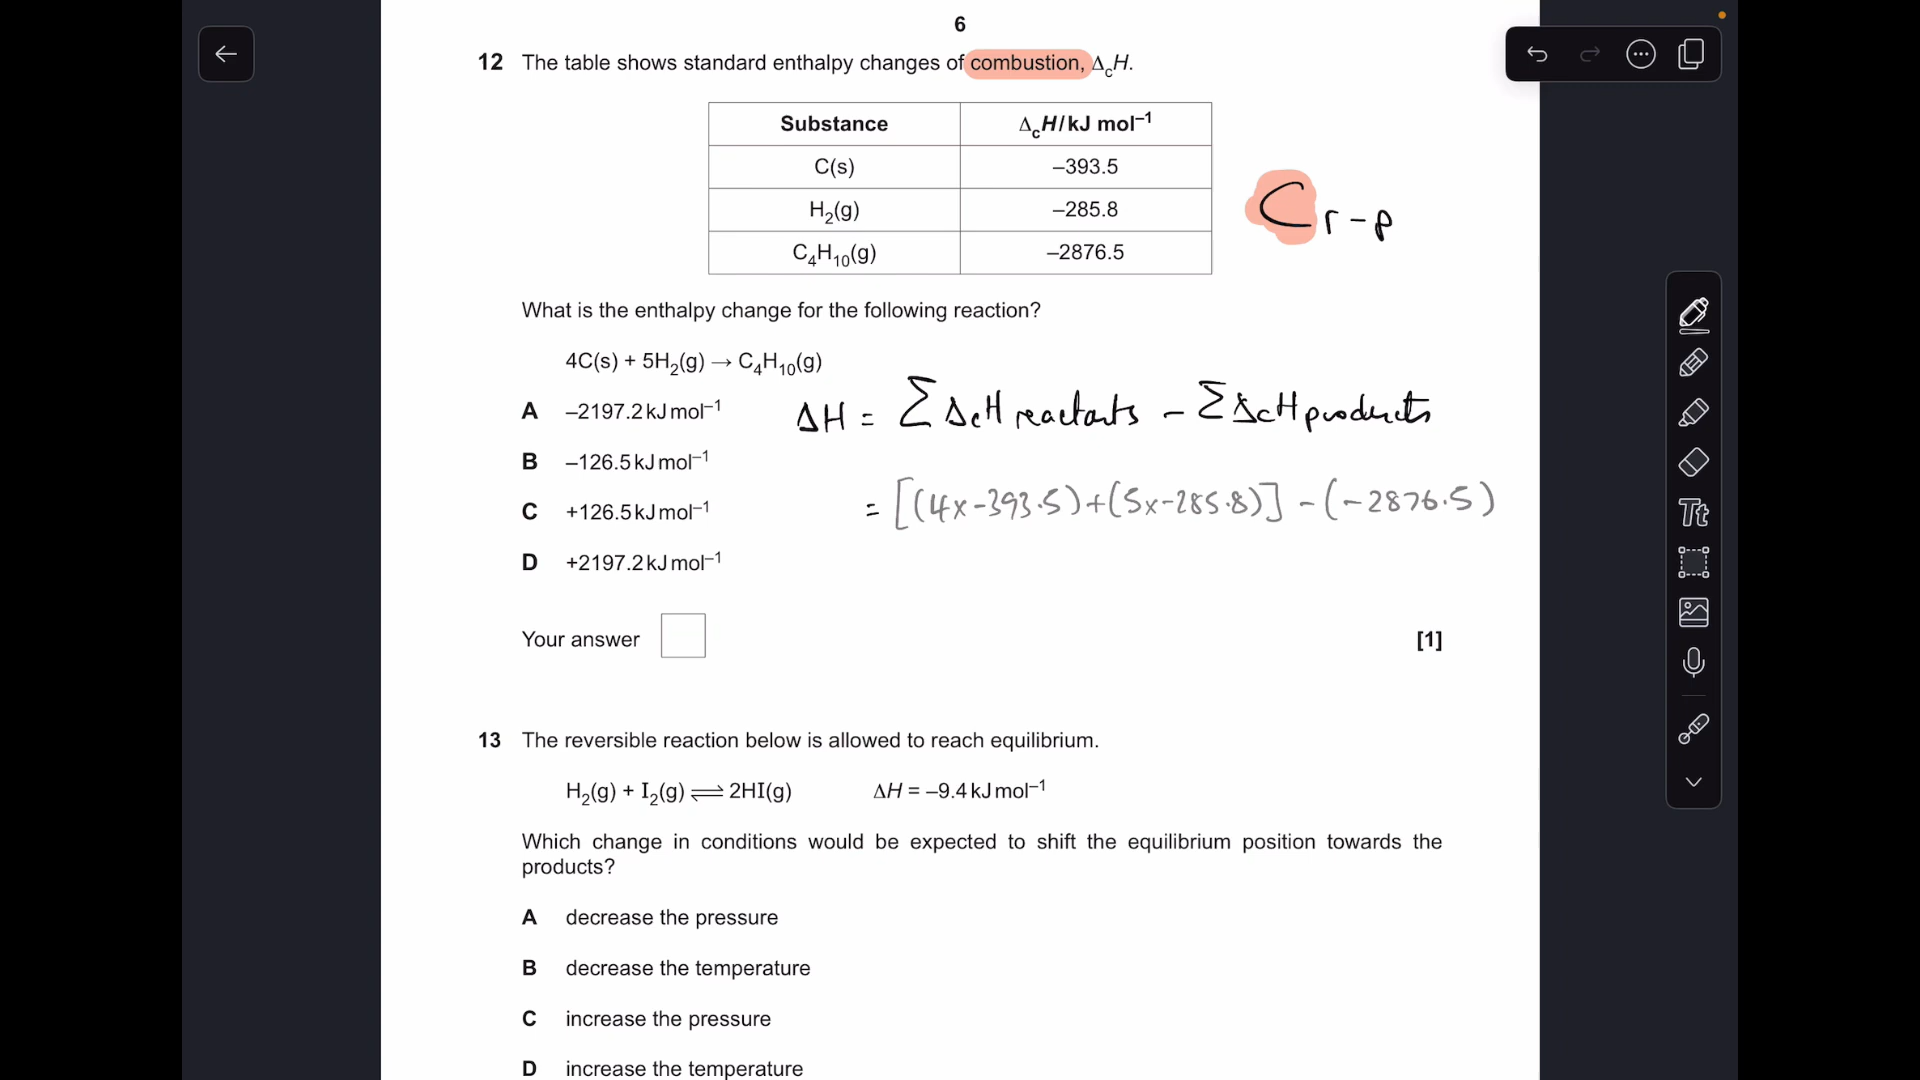 6
12 The table shows standard enthalpy changes of combustion, ΔcH.
Substance ΔcH/kJ mol⁻¹
C(s) –393.5
H₂(g) –285.8
C₄H₁₀(g) –2876.5
Cr-p
What is the enthalpy change for the following reaction?
4C(s) + 5H₂(g) → C₄H₁₀(g)
A –2197.2 kJ mol⁻¹
ΔH = Σ ΔcH reactants - Σ ΔcH products
B –126.5 kJ mol⁻¹
= [(4x-393.5)+(5x-285.8)] - (-2876.5)
C +126.5 kJ mol⁻¹
D +2197.2 kJ mol⁻¹
Your answer [1]
13 The reversible reaction below is allowed to reach equilibrium.
H₂(g) + I₂(g) ⇌ 2HI(g) ΔH = –9.4 kJ mol⁻¹
Which change in conditions would be expected to shift the equilibrium position towards the
products?
A decrease the pressure
B decrease the temperature
C increase the pressure
D increase the temperature
Tt